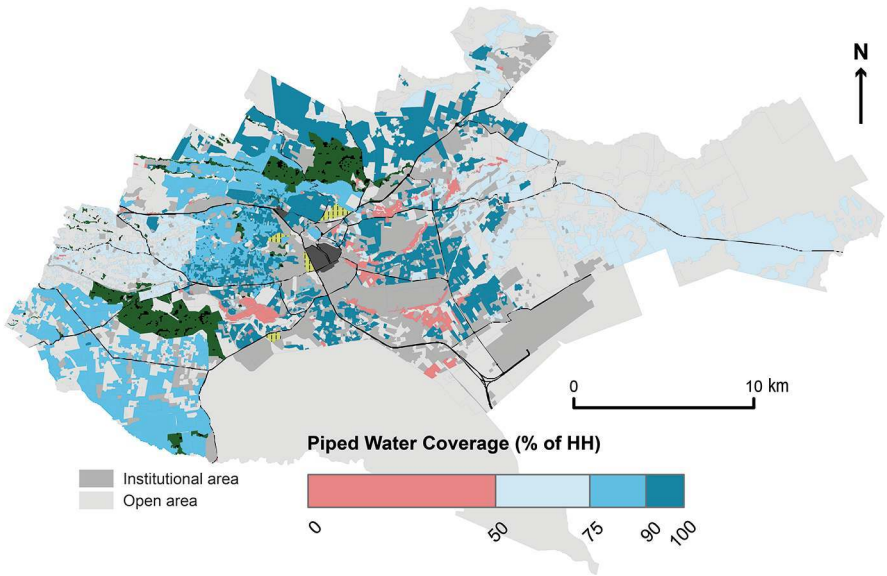 N
0 10 km
Piped Water Coverage (% of HH)
Institutional area
Open area
0 50 75 90 100